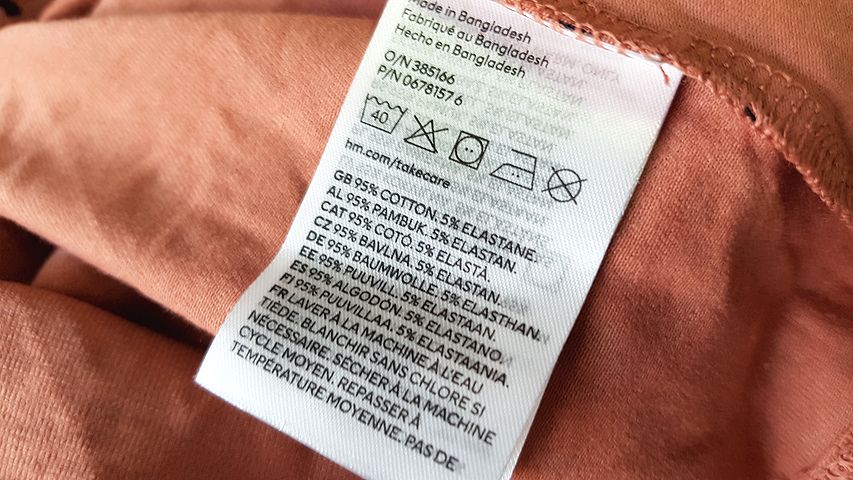 Made in Bangladesh
Fabriqué au Bangladesh
Hecho en Bangladesh
O/N 385166
P/N 0678157 6
40
hm.com/takecare
GB 95% COTTON. 5% ELASTANE.
AL 95% PAMBUK. 5% ELASTAN.
CAT 95% COTÓ. 5% ELASTÀ.
CZ 95% BAVLNA. 5% ELASTAN.
DE 95% BAUMWOLLE. 5% ELASTHAN.
EE 95% PUUVILL. 5% ELASTAAN.
ES 95% ALGODÓN. 5% ELASTANO.
FI 95% PUUVILLAA. 5% ELASTAANIA.
FR LAVER À LA MACHINE À L'EAU
TIÈDE. BLANCHIR SANS CHLORE SI
NECESSAIRE. SÉCHER À LA MACHINE
CYCLE MOYEN. REPASSER À
TEMPÉRATURE MOYENNE. PAS DE